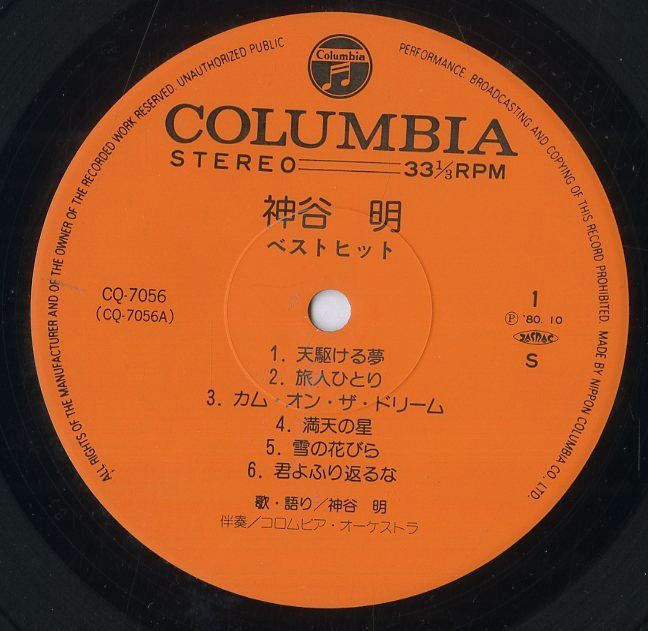 ALL RIGHTS OF THE MANUFACTURER AND OF THE OWNER OF THE RECORDED WORK RESERVED. UNAUTHORIZED PUBLIC PERFORMANCE. BROADCASTING AND COPYING OF THIS RECORD PROHIBITED. MADE BY NIPPON COLUMBIA CO., LTD.
Columbia
COLUMBIA
STEREO 33⅓RPM
神谷 明
ベストヒット
CQ-7056
(CQ-7056A)
1
Ⓟ '80. 10
JASRAC
S
1. 天駆ける夢
2. 旅人ひとり
3. カム・オン・ザ・ドリーム
4. 満天の星
5. 雪の花びら
6. 君よふり返るな
歌・語り/神谷 明
伴奏/コロムビア・オーケストラ